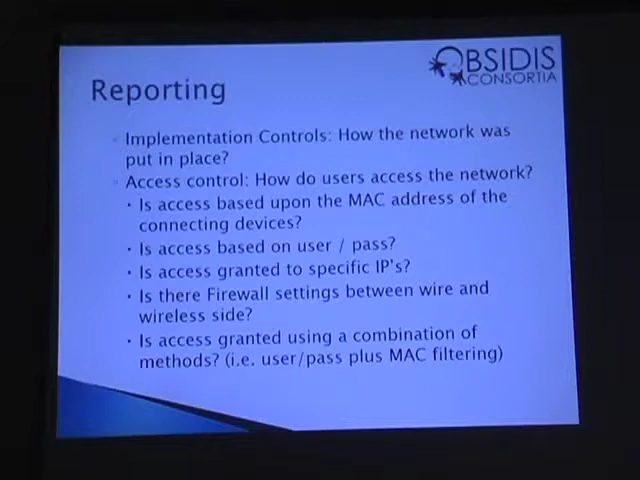 OBSIDIS
CONSORTIA
Reporting
Implementation Controls: How the network was
put in place?
Access control: How do users access the network?
Is access based upon the MAC address of the
connecting devices?
Is access based on user / pass?
Is access granted to specific IP's?
Is there Firewall settings between wire and
wireless side?
Is access granted using a combination of
methods? (i.e. user/pass plus MAC filtering)